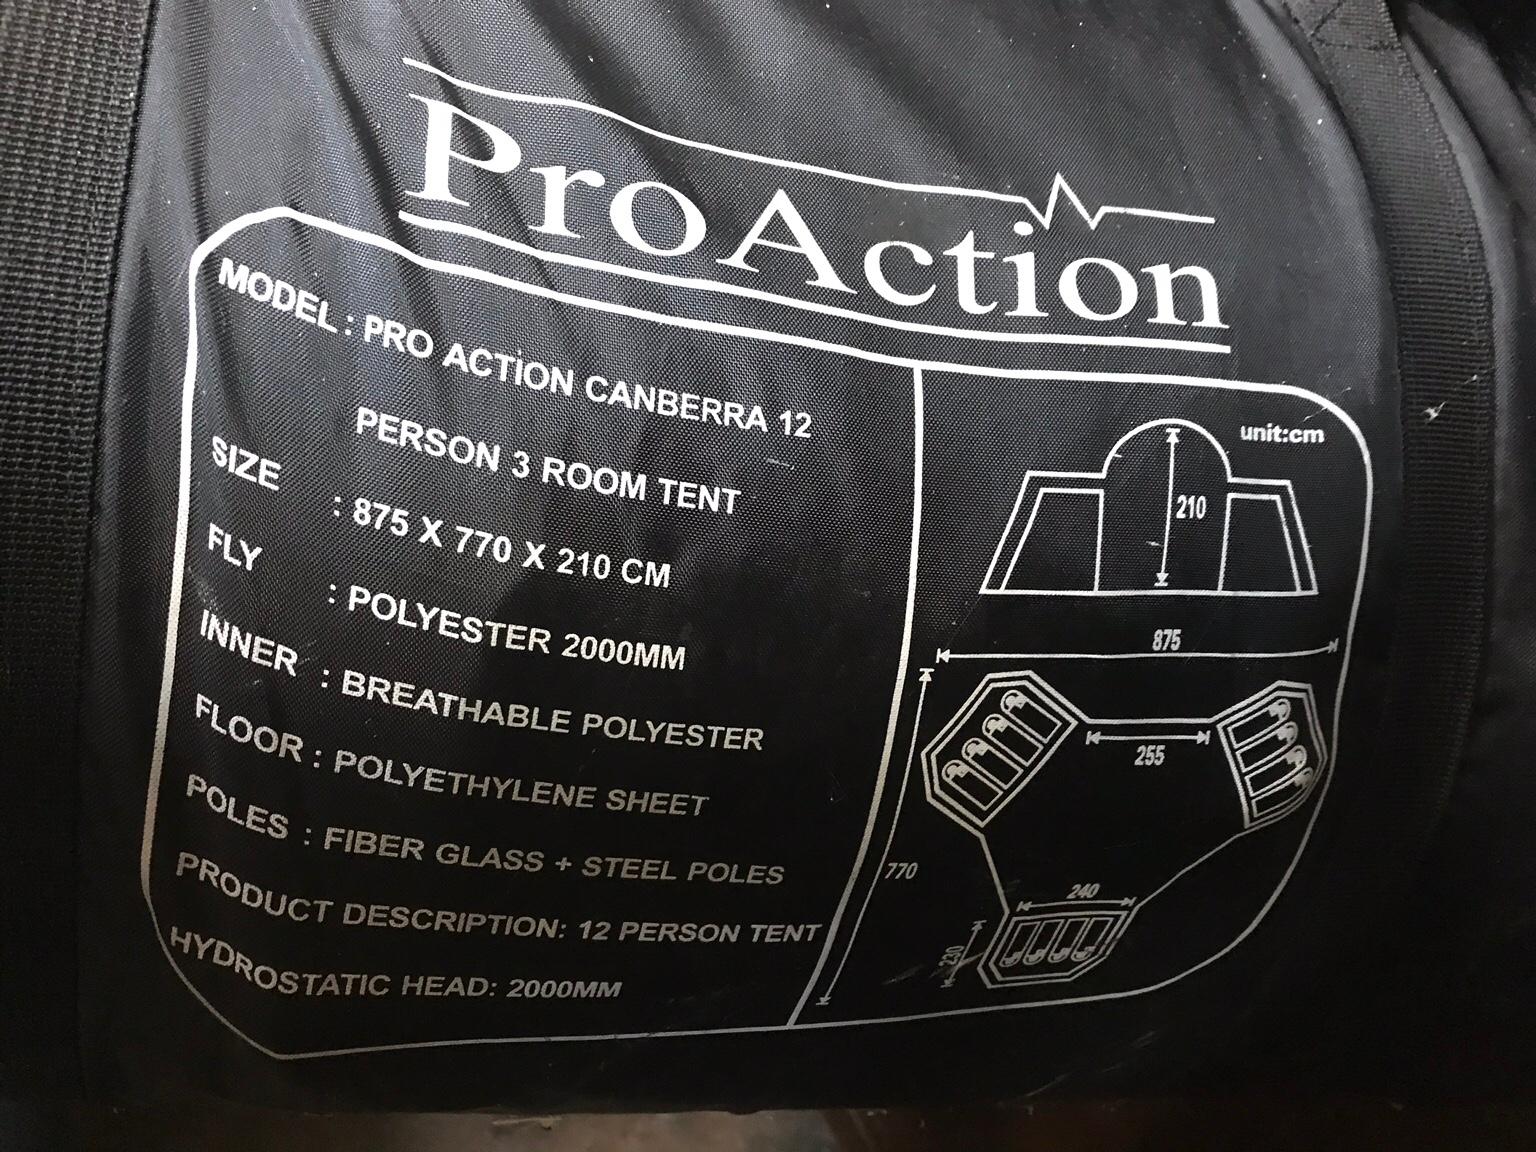 ProAction
MODEL : PRO ACTION CANBERRA 12
PERSON 3 ROOM TENT
SIZE : 875 X 770 X 210 CM
FLY : POLYESTER 2000MM
INNER : BREATHABLE POLYESTER
FLOOR : POLYETHYLENE SHEET
POLES : FIBER GLASS + STEEL POLES
PRODUCT DESCRIPTION: 12 PERSON TENT
HYDROSTATIC HEAD: 2000MM
unit:cm
210
875
255
770
240
230